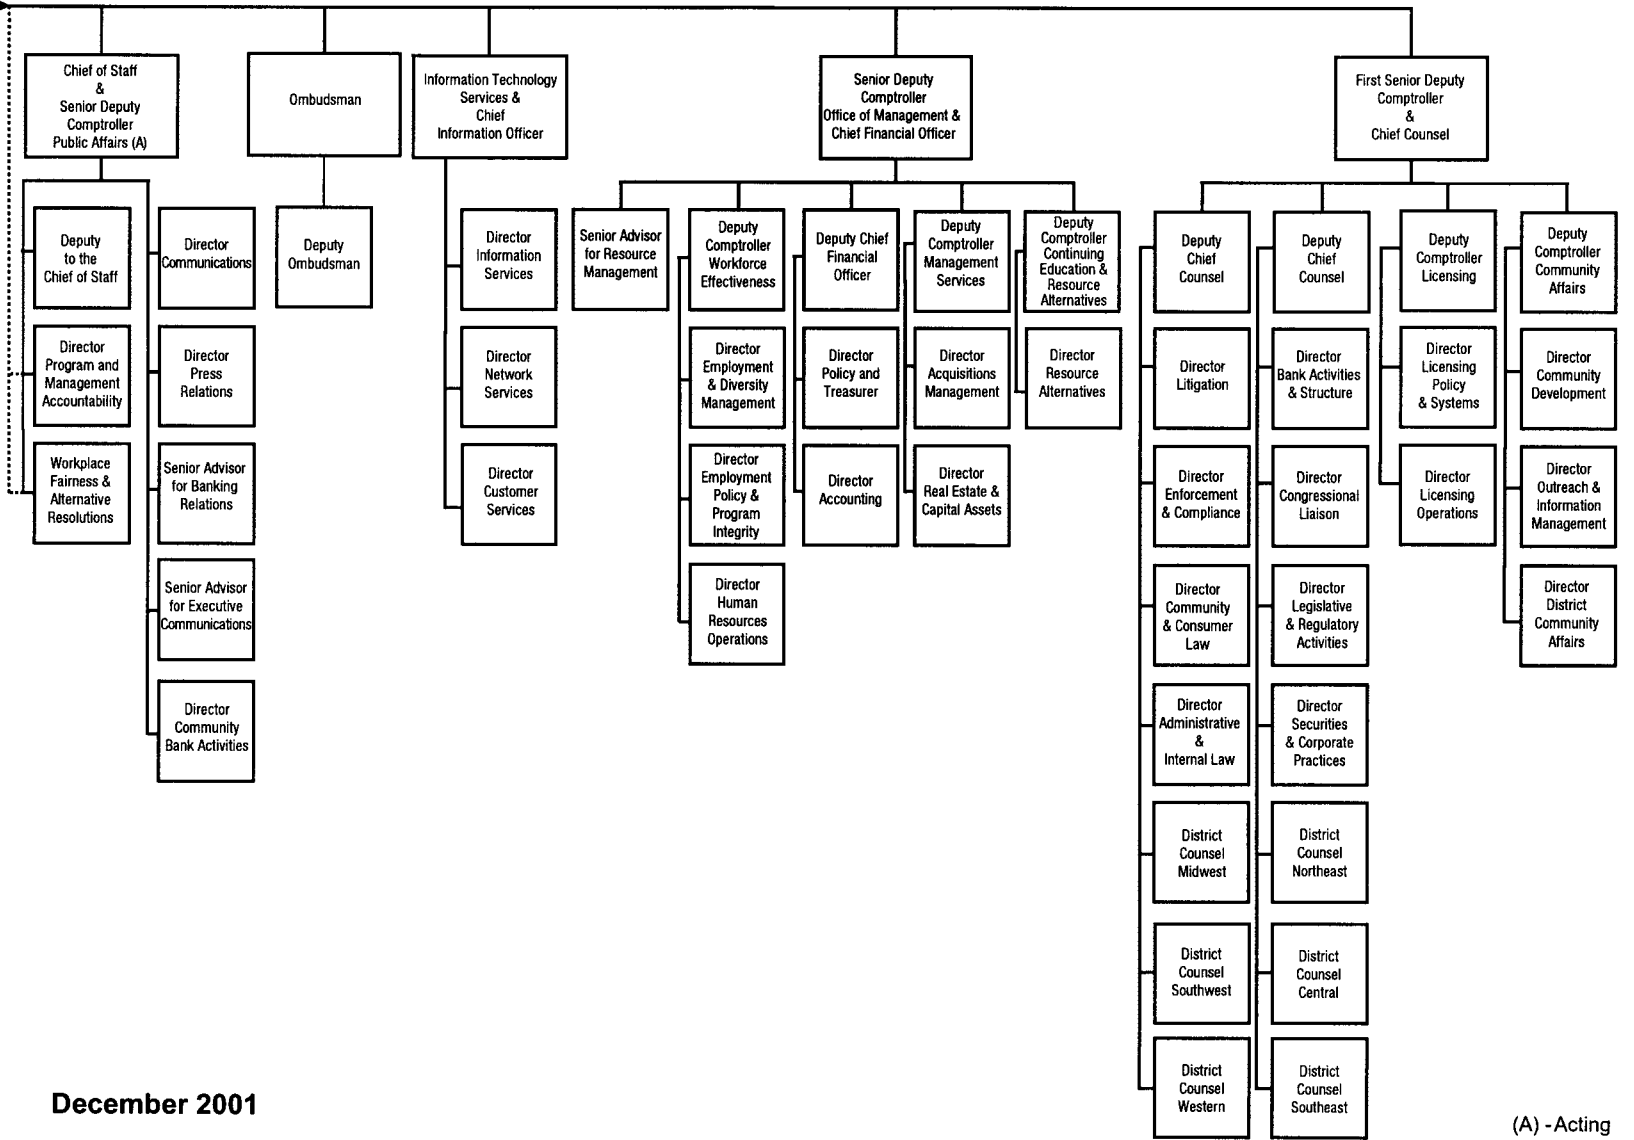 Chief of Staff
&
Senior Deputy
Comptroller
Public Affairs (A)
Ombudsman
Information Technology
Services &
Chief
Information Officer
Senior Deputy
Comptroller
Office of Management &
Chief Financial Officer
First Senior Deputy
Comptroller
&
Chief Counsel
Deputy
to the
Chief of Staff
Director
Program and
Management
Accountability
Workplace
Fairness &
Alternative
Resolutions
Director
Communications
Director
Press
Relations
Senior Advisor
for Banking
Relations
Senior Advisor
for Executive
Communications
Director
Community
Bank Activities
Deputy
Ombudsman
Director
Information
Services
Director
Network
Services
Director
Customer
Services
Senior Advisor
for Resource
Management
Deputy
Comptroller
Workforce
Effectiveness
Director
Employment
& Diversity
Management
Director
Employment
Policy &
Program
Integrity
Director
Human
Resources
Operations
Deputy Chief
Financial
Officer
Director
Policy and
Treasurer
Director
Accounting
Deputy
Comptroller
Management
Services
Director
Acquisitions
Management
Director
Real Estate &
Capital Assets
Deputy
Comptroller
Continuing
Education &
Resource
Alternatives
Director
Resource
Alternatives
Deputy
Chief
Counsel
Director
Litigation
Director
Enforcement
& Compliance
Director
Community
& Consumer
Law
Director
Administrative
&
Internal Law
District
Counsel
Midwest
District
Counsel
Southwest
District
Counsel
Western
Deputy
Chief
Counsel
Director
Bank Activities
& Structure
Director
Congressional
Liaison
Director
Legislative
& Regulatory
Activities
Director
Securities
& Corporate
Practices
District
Counsel
Northeast
District
Counsel
Central
District
Counsel
Southeast
Deputy
Comptroller
Licensing
Director
Licensing
Policy
& Systems
Director
Licensing
Operations
Deputy
Comptroller
Community
Affairs
Director
Community
Development
Director
Outreach &
Information
Management
Director
District
Community
Affairs
December 2001
(A) - Acting